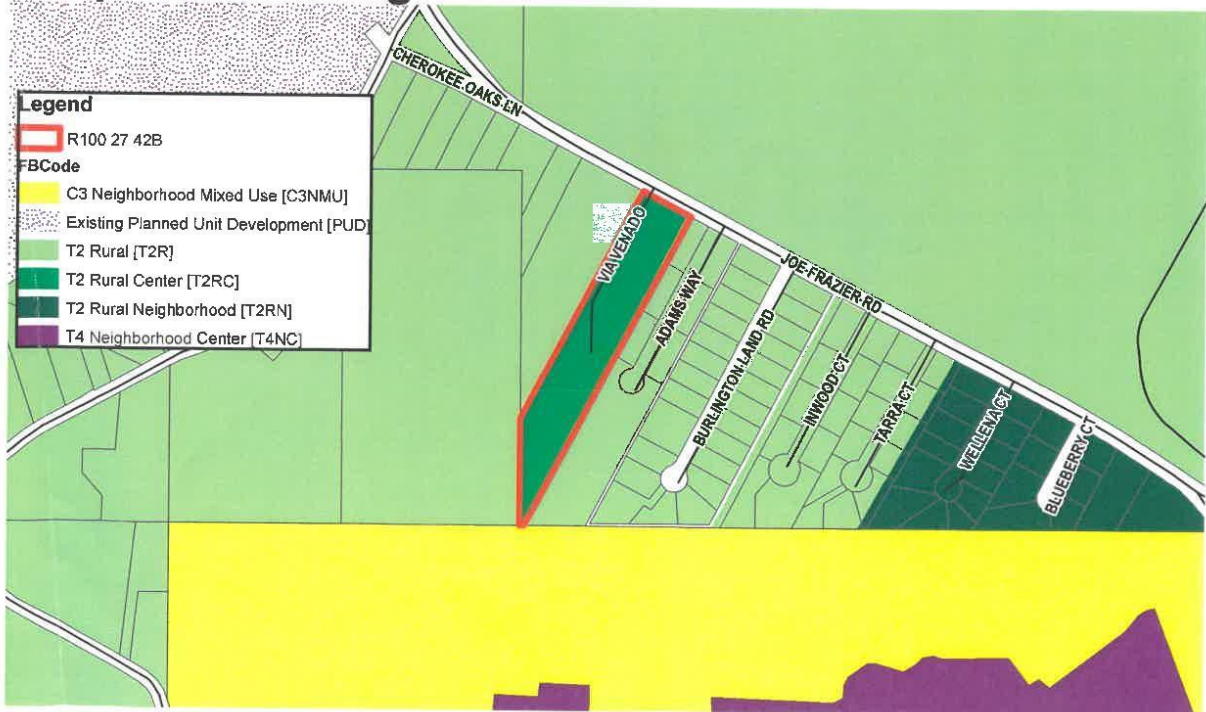 Legend
R100 27 42B
FBCode
C3 Neighborhood Mixed Use [C3NMU]
Existing Planned Unit Development [PUD]
T2 Rural [T2R]
T2 Rural Center [T2RC]
T2 Rural Neighborhood [T2RN]
T4 Neighborhood Center [T4NC]
CHEROKEE OAKS LN
VIA VENADO
ADAMS WAY
JOE FRAZIER RD
BURLINGTON LAND RD
INWOOD CT
TARRA CT
WELLENA CT
BLUEBERRY CT